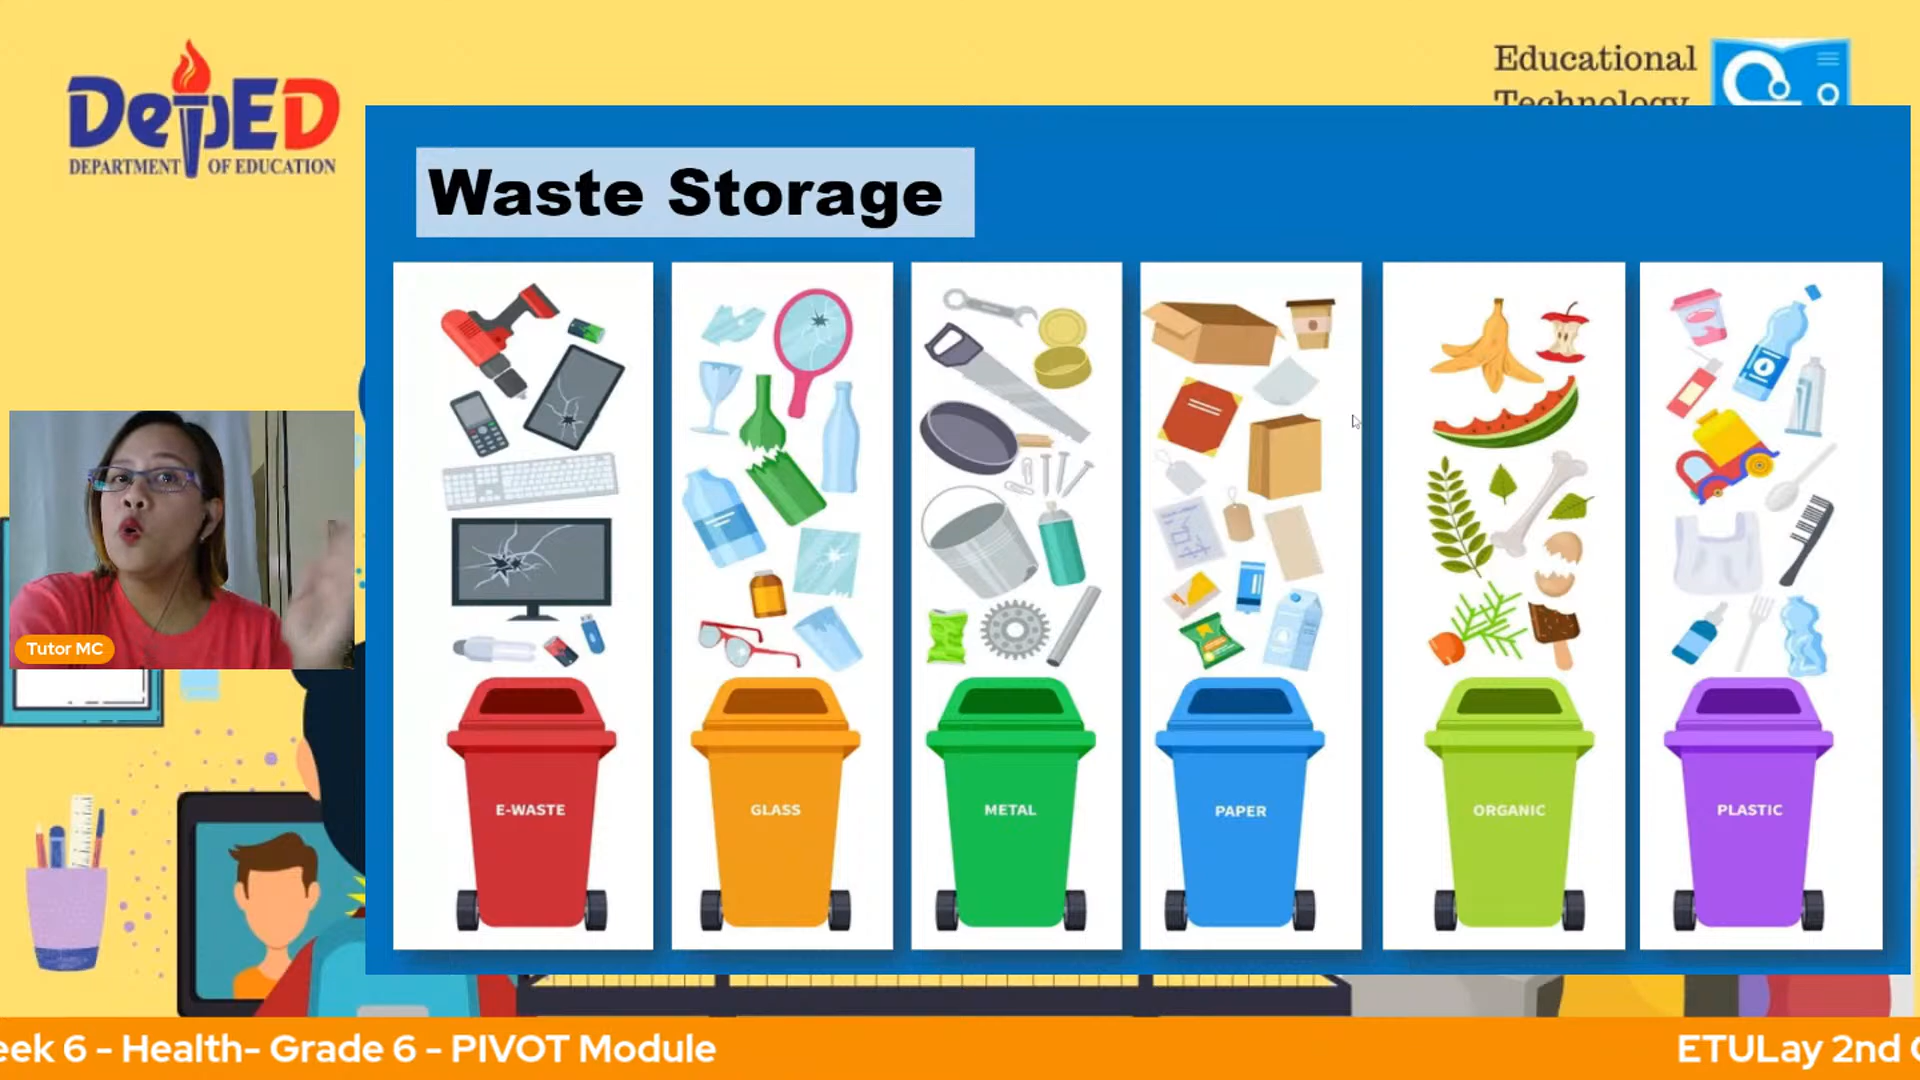 DepED
DEPARTMENT OF EDUCATION
Educational
Technology
Waste Storage
Tutor MC
E-WASTE
GLASS
METAL
PAPER
ORGANIC
PLASTIC
eek 6 - Health- Grade 6 - PIVOT Module
ETULay 2nd